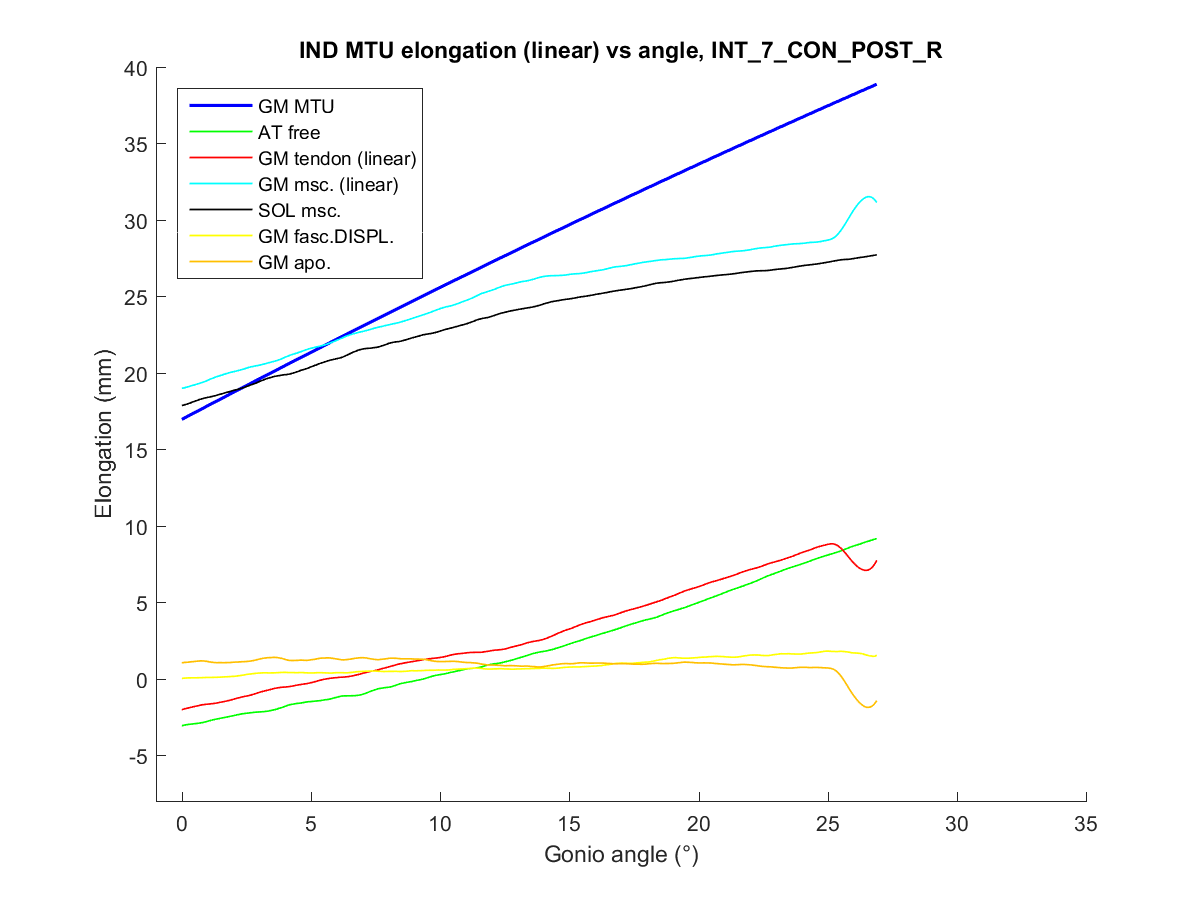 IND MTU elongation (linear) vs angle, INT_7_CON_POST_R
40
35
30
25
20
15
10
5
0
-5
Elongation (mm)
GM MTU
AT free
GM tendon (linear)
GM msc. (linear)
SOL msc.
GM fasc.DISPL.
GM apo.
0 5 10 15 20 25 30 35
Gonio angle (°)